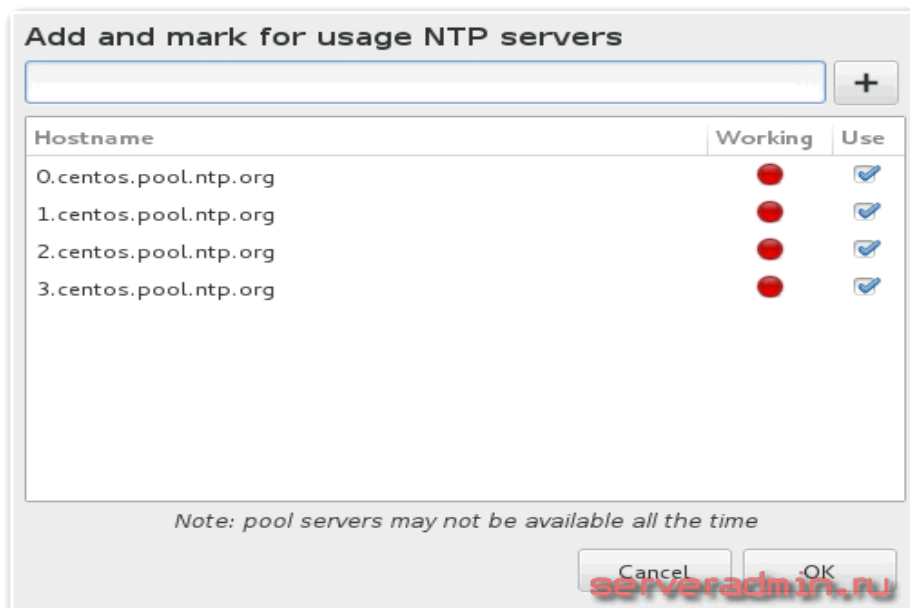 Add and mark for usage NTP servers
+
Hostname Working Use
0.centos.pool.ntp.org
1.centos.pool.ntp.org
2.centos.pool.ntp.org
3.centos.pool.ntp.org
Note: pool servers may not be available all the time
Cancel OK
serveradmin.ru